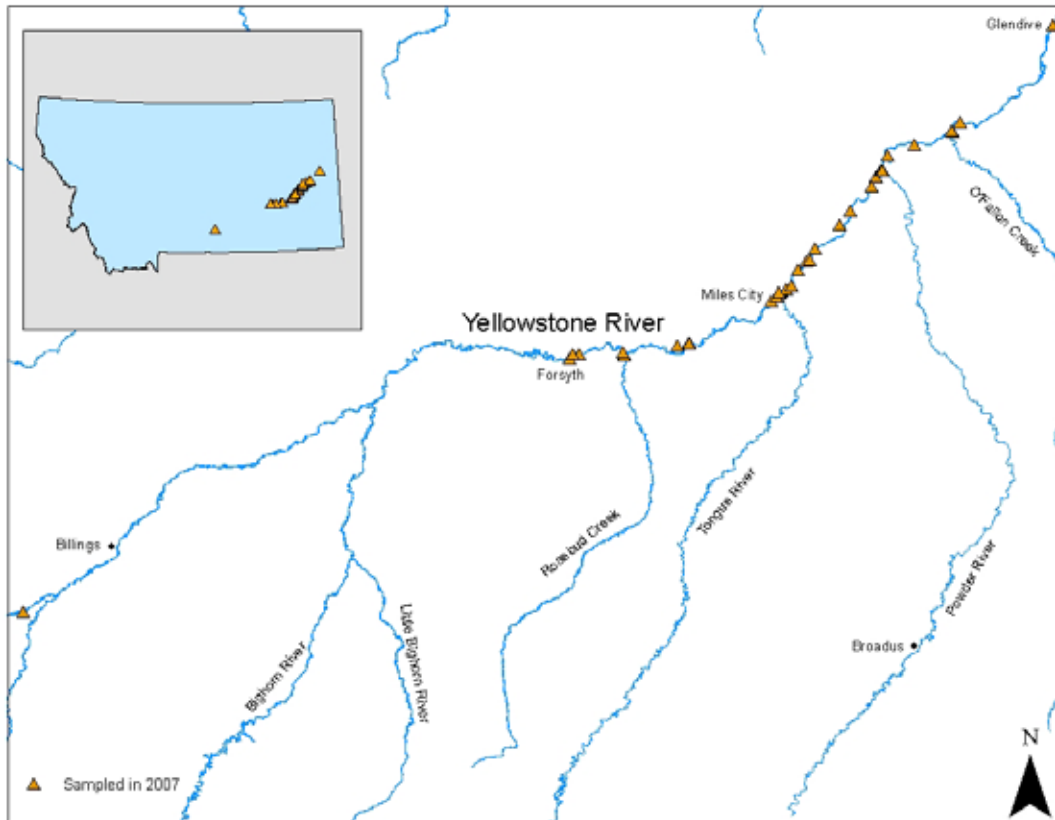 Glendive
O'Fallon Creek
Miles City
Yellowstone River
Forsyth
Billings
Rosebud Creek
Tongue River
Powder River
Little Bighorn River
Bighorn River
Broadus
N
Sampled in 2007